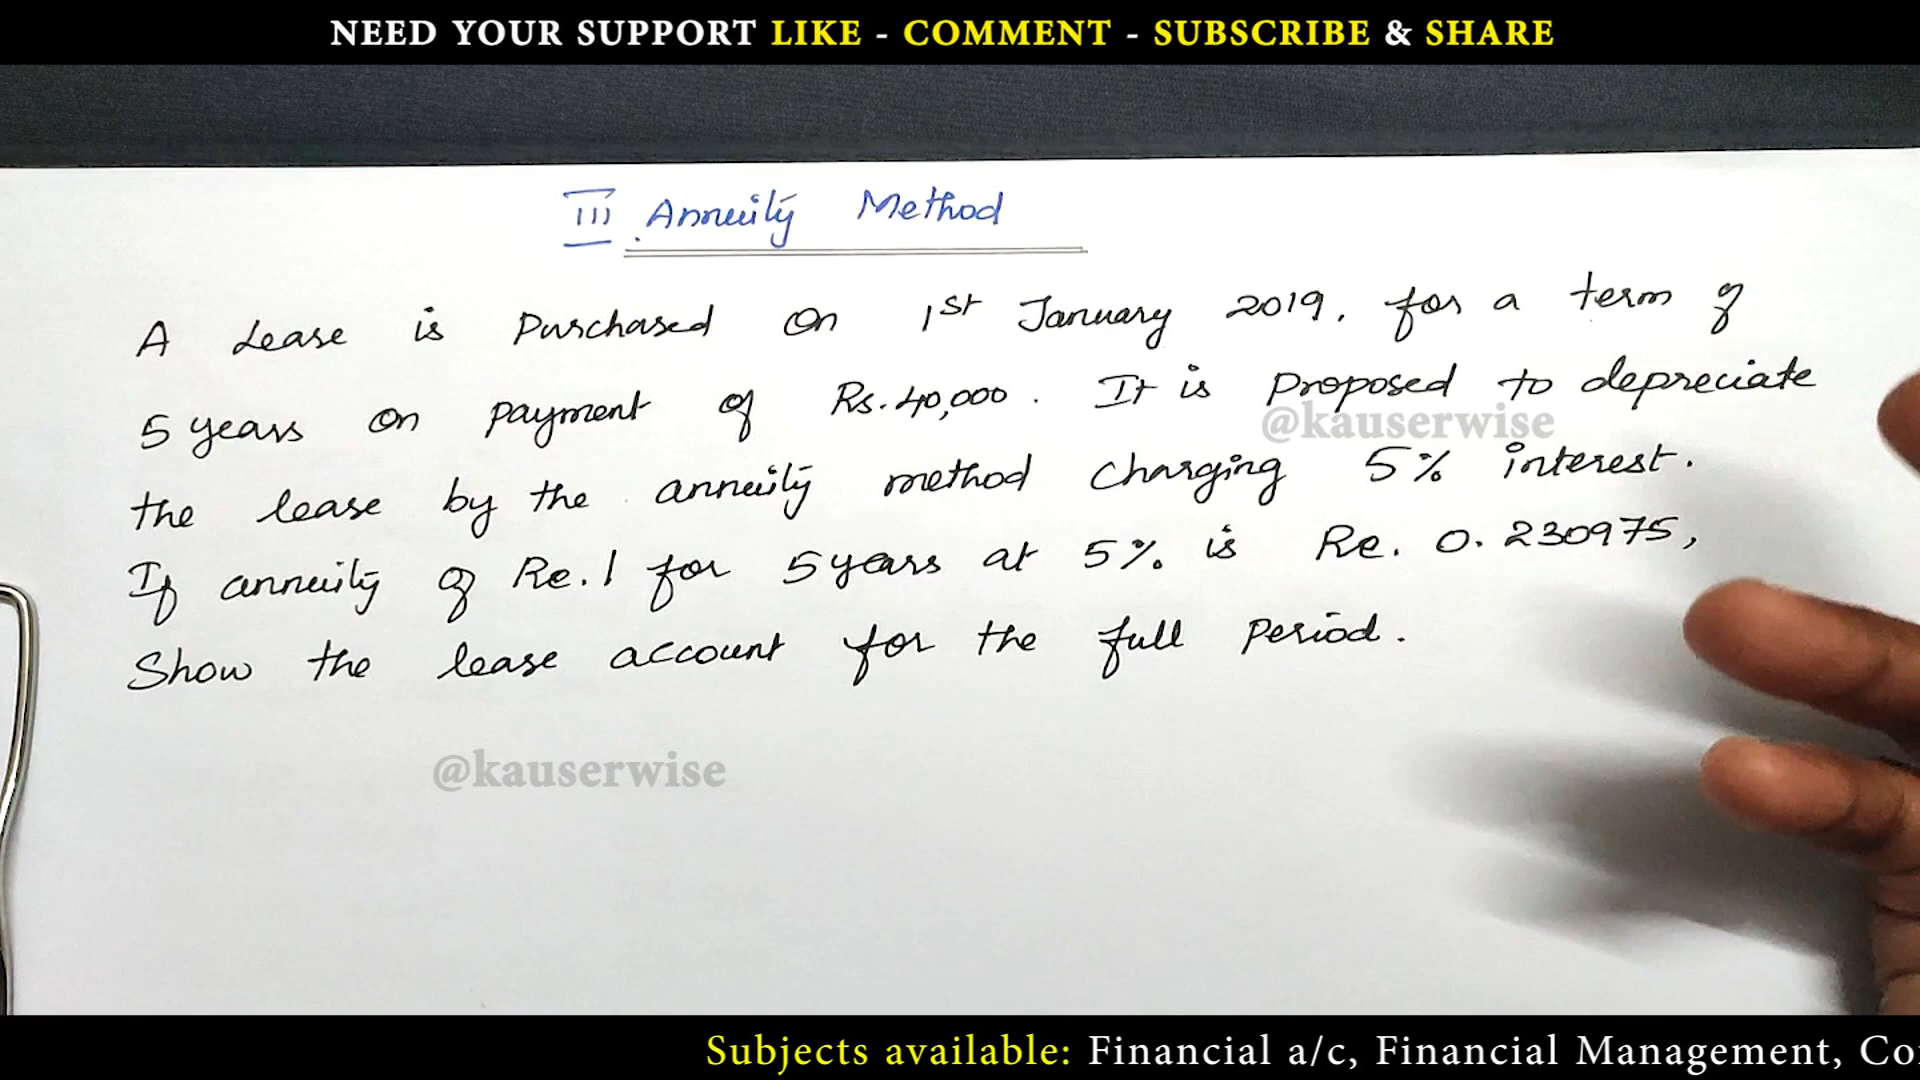 NEED YOUR SUPPORT LIKE - COMMENT - SUBSCRIBE & SHARE
III Annuity Method
A Lease is Purchased on 1st January 2019, for a term of
5 years on payment of Rs. 40,000. It is proposed to depreciate
@kauserwise
the lease by the annuity method charging 5% interest.
If annuity of Re. 1 for 5 years at 5% is Re. 0.230975,
Show the lease account for the full period.
@kauserwise
Subjects available: Financial a/c, Financial Management, Co